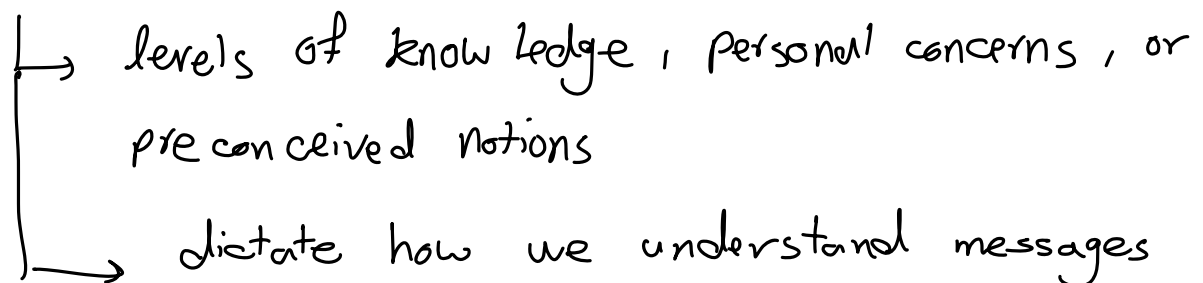 levels of knowledge, personal concerns, or
preconceived notions
dictate how we understand messages